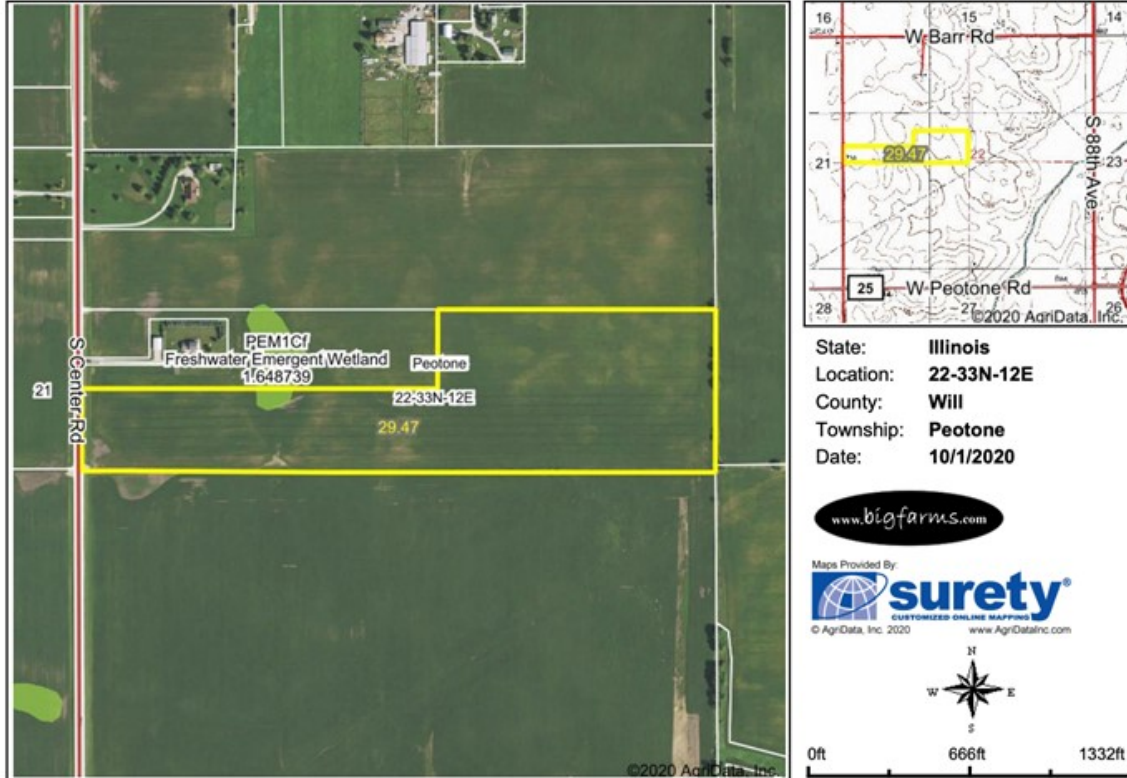 PEM1Cf
Freshwater Emergent Wetland
1.648739
Peotone
22-33N-12E
29.47
21
S Center Rd
©2020 AgriData, Inc.
16
15
14
W Barr Rd
S 88th Ave
29.47
21
22
23
25
W Peotone Rd
28
27
26
©2020 AgriData, Inc.
State: Illinois
Location: 22-33N-12E
County: Will
Township: Peotone
Date: 10/1/2020
www.bigfarms.com
Maps Provided By:
surety®
CUSTOMIZED ONLINE MAPPING
© AgriData, Inc. 2020 www.AgriDataInc.com
N
W E
S
0ft 666ft 1332ft